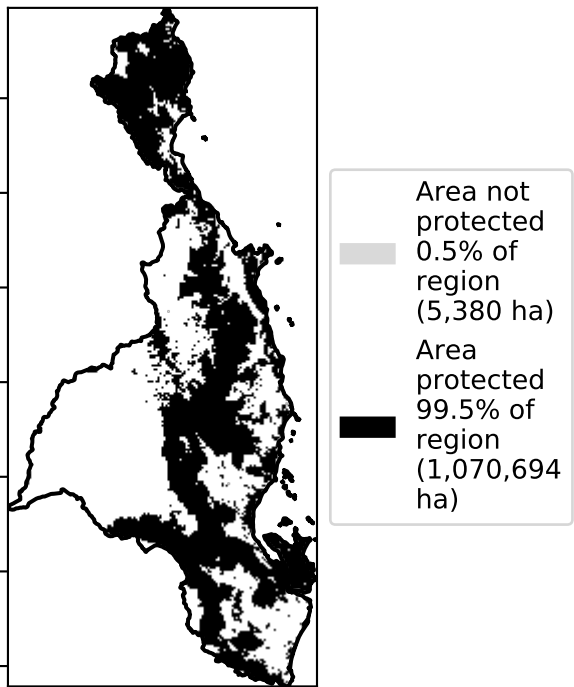 Area not
protected
0.5% of
region
(5,380 ha)
Area
protected
99.5% of
region
(1,070,694
ha)